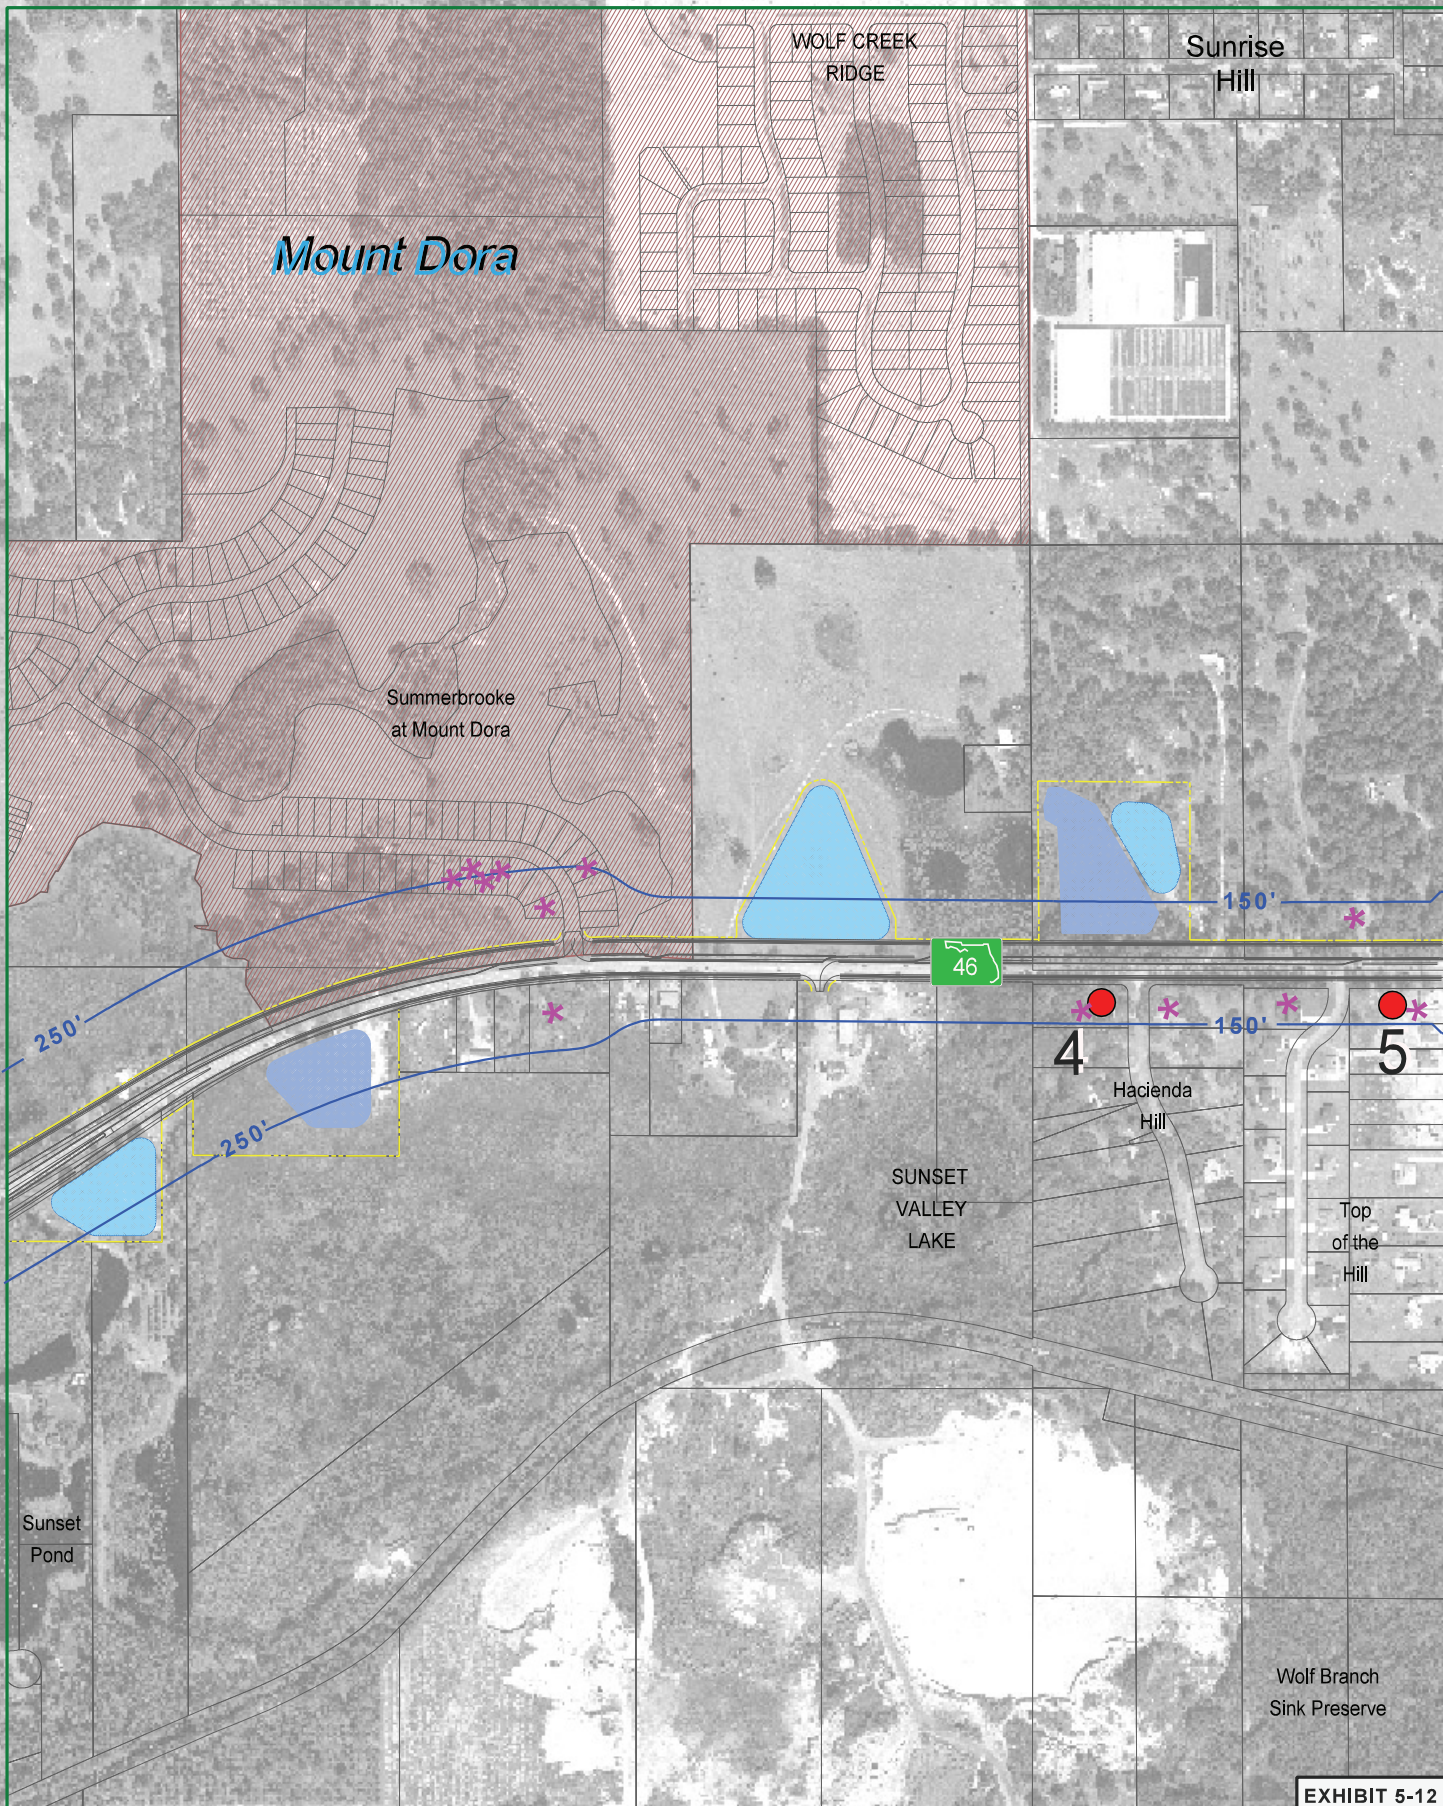 WOLF CREEK
RIDGE
Sunrise
Hill
Mount Dora
Summerbrooke
at Mount Dora
150'
46
250'
150'
4
5
Hacienda
Hill
250'
SUNSET
VALLEY
LAKE
Top
of the
Hill
Sunset
Pond
Wolf Branch
Sink Preserve
EXHIBIT 5-12